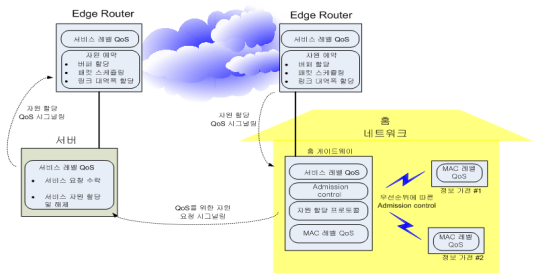 Edge Router
서비스 레벨 QoS
자원 예약
• 버퍼 할당
• 패킷 스케쥴링
• 링크 대역폭 할당
Edge Router
서비스 레벨 QoS
자원 예약
• 버퍼 할당
• 패킷 스케쥴링
• 링크 대역폭 할당
자원 할당
QoS 시그널링
자원 할당
QoS 시그널링
서버
서비스 레벨 QoS
• 서비스 요청 수락
• 서비스 자원 할당
및 해제
QoS를 위한 자원
요청 시그널링
홈
네트워크
홈 게이트웨이
서비스 레벨 QoS
Admission
control
자원 할당 프로토콜
MAC 레벨 QoS
우선순위에 따른
Admission control
MAC 레벨
QoS
정보 가전 #1
MAC 레벨
QoS
정보 가전 #2